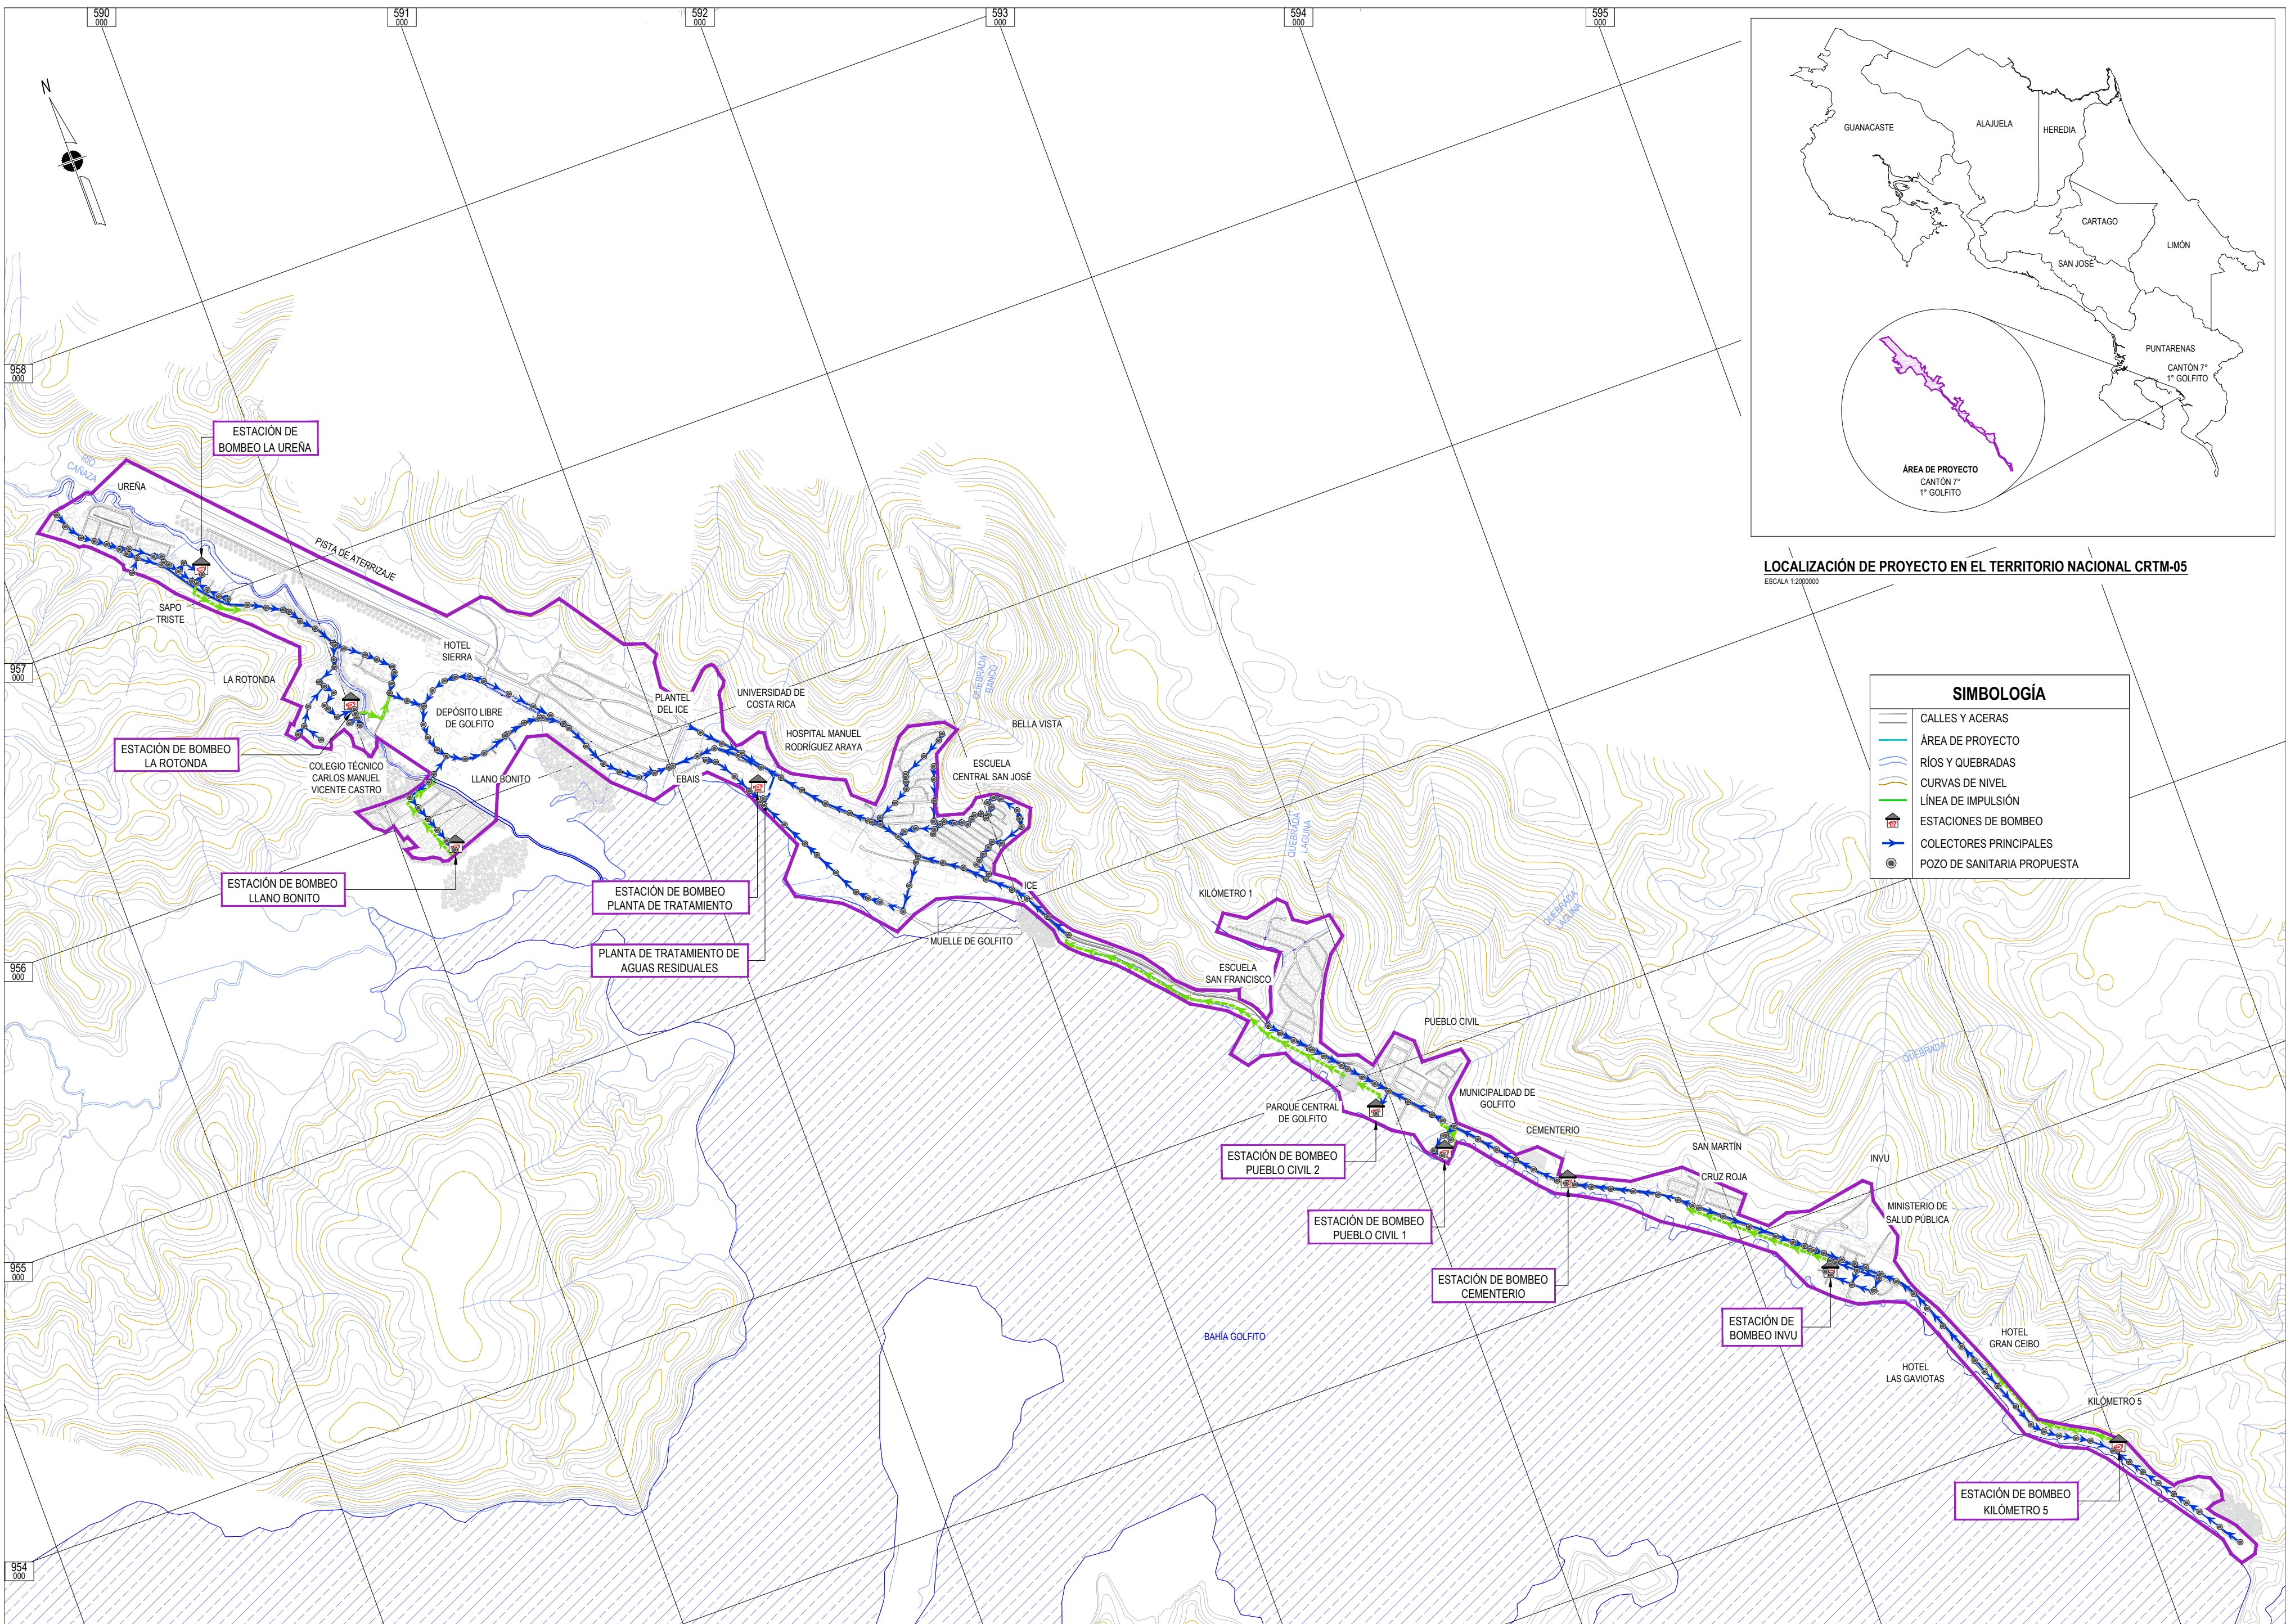 590
000
591
000
592
000
593
000
594
000
595
000
N
958
000
957
000
956
000
955
000
954
000
GUANACASTE
ALAJUELA
HEREDIA
CARTAGO
LIMÓN
SAN JOSÉ
PUNTARENAS
CANTÓN 7°
1° GOLFITO
ÁREA DE PROYECTO
CANTÓN 7°
1° GOLFITO
LOCALIZACIÓN DE PROYECTO EN EL TERRITORIO NACIONAL CRTM-05
ESCALA 1:2000000
SIMBOLOGÍA
CALLES Y ACERAS
ÁREA DE PROYECTO
RÍOS Y QUEBRADAS
CURVAS DE NIVEL
LÍNEA DE IMPULSIÓN
ESTACIONES DE BOMBEO
COLECTORES PRINCIPALES
POZO DE SANITARIA PROPUESTA
ESTACIÓN DE
BOMBEO LA UREÑA
RÍO
CAÑAZA
UREÑA
PISTA DE ATERRIZAJE
SAPO
TRISTE
HOTEL
SIERRA
LA ROTONDA
DEPÓSITO LIBRE
DE GOLFITO
PLANTEL
DEL ICE
UNIVERSIDAD DE
COSTA RICA
QUEBRADA
BANCO
BELLA VISTA
HOSPITAL MANUEL
RODRÍGUEZ ARAYA
ESCUELA
CENTRAL SAN JOSÉ
ESTACIÓN DE BOMBEO
LA ROTONDA
COLEGIO TÉCNICO
CARLOS MANUEL
VICENTE CASTRO
LLANO BONITO
EBAIS
QUEBRADA
LAGUNA
ESTACIÓN DE BOMBEO
LLANO BONITO
ESTACIÓN DE BOMBEO
PLANTA DE TRATAMIENTO
ICE
KILÓMETRO 1
QUEBRADA
LAGUNA
MUELLE DE GOLFITO
PLANTA DE TRATAMIENTO DE
AGUAS RESIDUALES
ESCUELA
SAN FRANCISCO
PUEBLO CIVIL
QUEBRADA
MUNICIPALIDAD DE
GOLFITO
PARQUE CENTRAL
DE GOLFITO
CEMENTERIO
SAN MARTÍN
CRUZ ROJA
INVU
ESTACIÓN DE BOMBEO
PUEBLO CIVIL 2
MINISTERIO DE
SALUD PÚBLICA
ESTACIÓN DE BOMBEO
PUEBLO CIVIL 1
ESTACIÓN DE BOMBEO
CEMENTERIO
ESTACIÓN DE
BOMBEO INVU
BAHÍA GOLFITO
HOTEL
GRAN CEIBO
HOTEL
LAS GAVIOTAS
KILÓMETRO 5
ESTACIÓN DE BOMBEO
KILÓMETRO 5